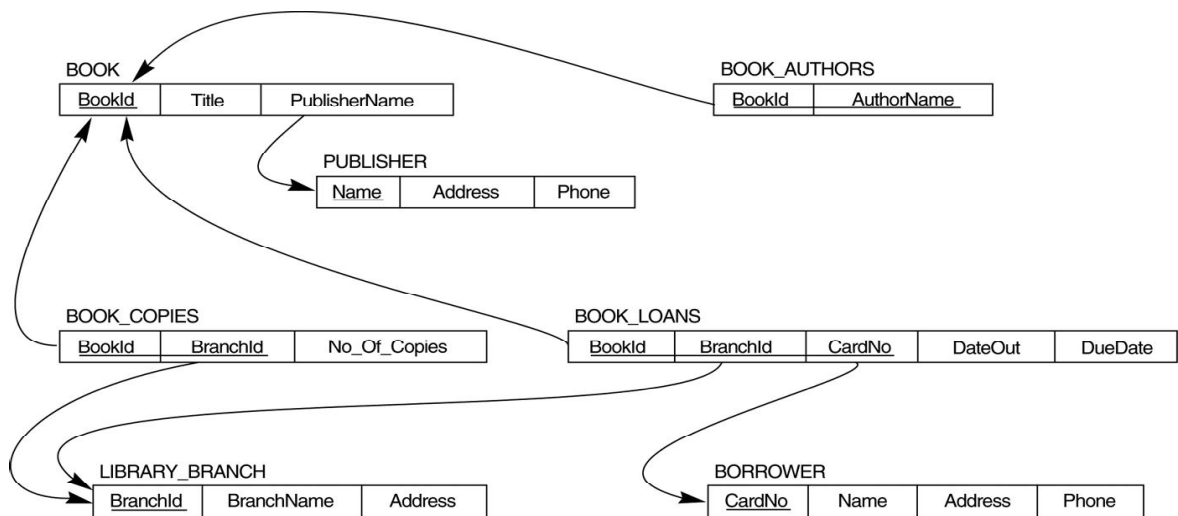 BOOK
BookId Title PublisherName
BOOK_AUTHORS
BookId AuthorName
PUBLISHER
Name Address Phone
BOOK_COPIES
BookId BranchId No_Of_Copies
BOOK_LOANS
BookId BranchId CardNo DateOut DueDate
LIBRARY_BRANCH
BranchId BranchName Address
BORROWER
CardNo Name Address Phone